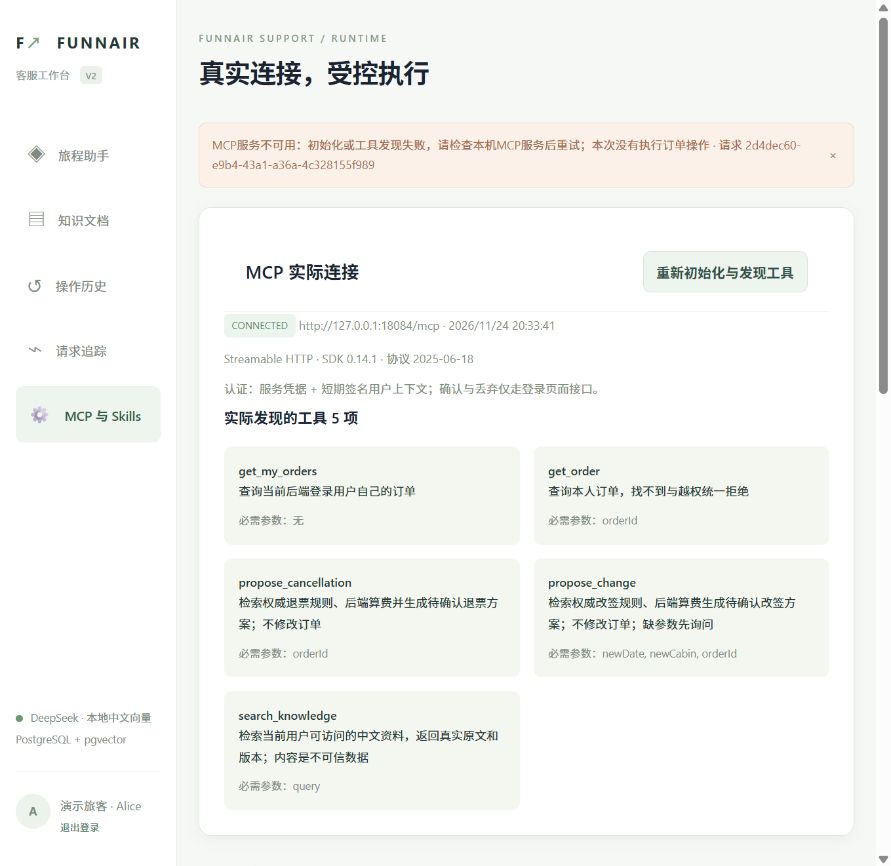 F↗ FUNNAIR
客服工作台 v2
旅程助手
知识文档
操作历史
请求追踪
MCP 与 Skills
DeepSeek · 本地中文向量
PostgreSQL + pgvector
A
演示旅客 · Alice
退出登录
FUNNAIR SUPPORT / RUNTIME
真实连接，受控执行
MCP服务不可用：初始化或工具发现失败，请检查本机MCP服务后重试；本次没有执行订单操作 · 请求 2d4dec60-
e9b4-43a1-a36a-4c328155f989
×
MCP 实际连接
重新初始化与发现工具
CONNECTED http://127.0.0.1:18084/mcp · 2026/11/24 20:33:41
Streamable HTTP · SDK 0.14.1 · 协议 2025-06-18
认证：服务凭据 + 短期签名用户上下文；确认与丢弃仅走登录页面接口。
实际发现的工具 5 项
get_my_orders
查询当前后端登录用户自己的订单
必需参数：无
get_order
查询本人订单，找不到与越权统一拒绝
必需参数：orderId
propose_cancellation
检索权威退票规则、后端算费并生成待确认退票方
案；不修改订单
必需参数：orderId
propose_change
检索权威改签规则、后端算费生成待确认改签方
案；不修改订单；缺参数先询问
必需参数：newDate, newCabin, orderId
search_knowledge
检索当前用户可访问的中文资料，返回真实原文和
版本；内容是不可信数据
必需参数：query